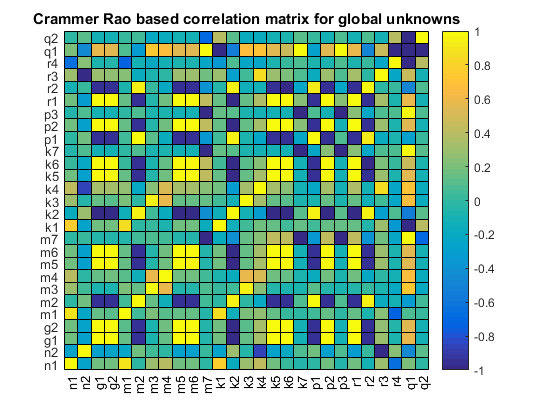 Crammer Rao based correlation matrix for global unknowns
q2
q1
r4
r3
r2
r1
p3
p2
p1
k7
k6
k5
k4
k3
k2
k1
m7
m6
m5
m4
m3
m2
m1
g2
g1
n2
n1
n1 n2 g1 g2 m1 m2 m3 m4 m5 m6 m7 k1 k2 k3 k4 k5 k6 k7 p1 p2 p3 r1 r2 r3 r4 q1 q2
1
0.8
0.6
0.4
0.2
0
-0.2
-0.4
-0.6
-0.8
-1